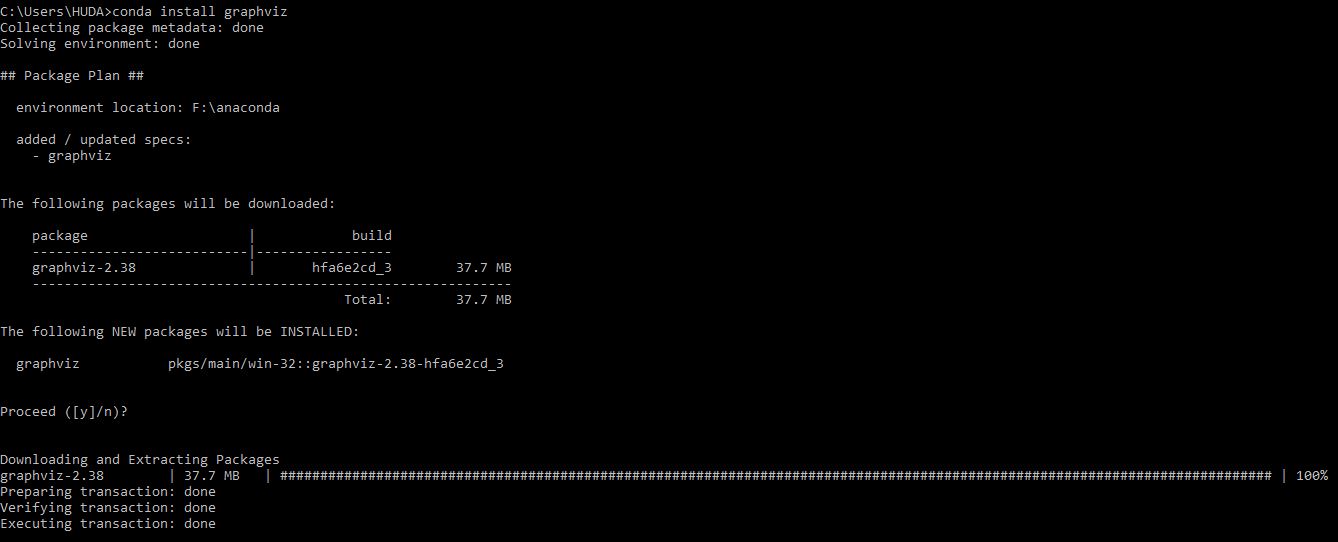 C:\Users\HUDA>conda install graphviz
Collecting package metadata: done
Solving environment: done
## Package Plan ##
environment location: F:\anaconda
added / updated specs:
- graphviz
The following packages will be downloaded:
package | build
---------------------------|-----------------
graphviz-2.38 | hfa6e2cd_3 37.7 MB
------------------------------------------------------------
Total: 37.7 MB
The following NEW packages will be INSTALLED:
graphviz pkgs/main/win-32::graphviz-2.38-hfa6e2cd_3
Proceed ([y]/n)?
Downloading and Extracting Packages
graphviz-2.38 | 37.7 MB | ############################################################################################################################ | 100%
Preparing transaction: done
Verifying transaction: done
Executing transaction: done